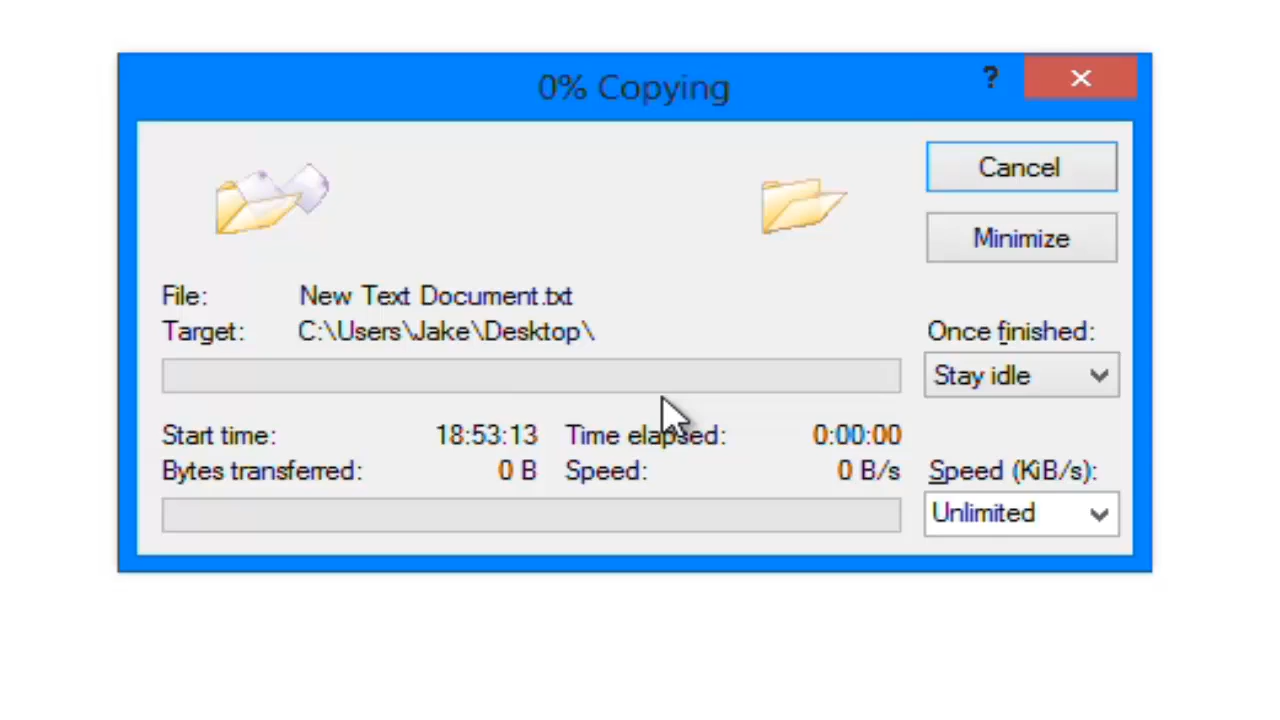 0% Copying
?
Cancel
Minimize
File: New Text Document.txt
Target: C:\Users\Jake\Desktop\
Once finished:
Stay idle
Start time: 18:53:13 Time elapsed: 0:00:00
Bytes transferred: 0 B Speed: 0 B/s
Speed (KiB/s):
Unlimited